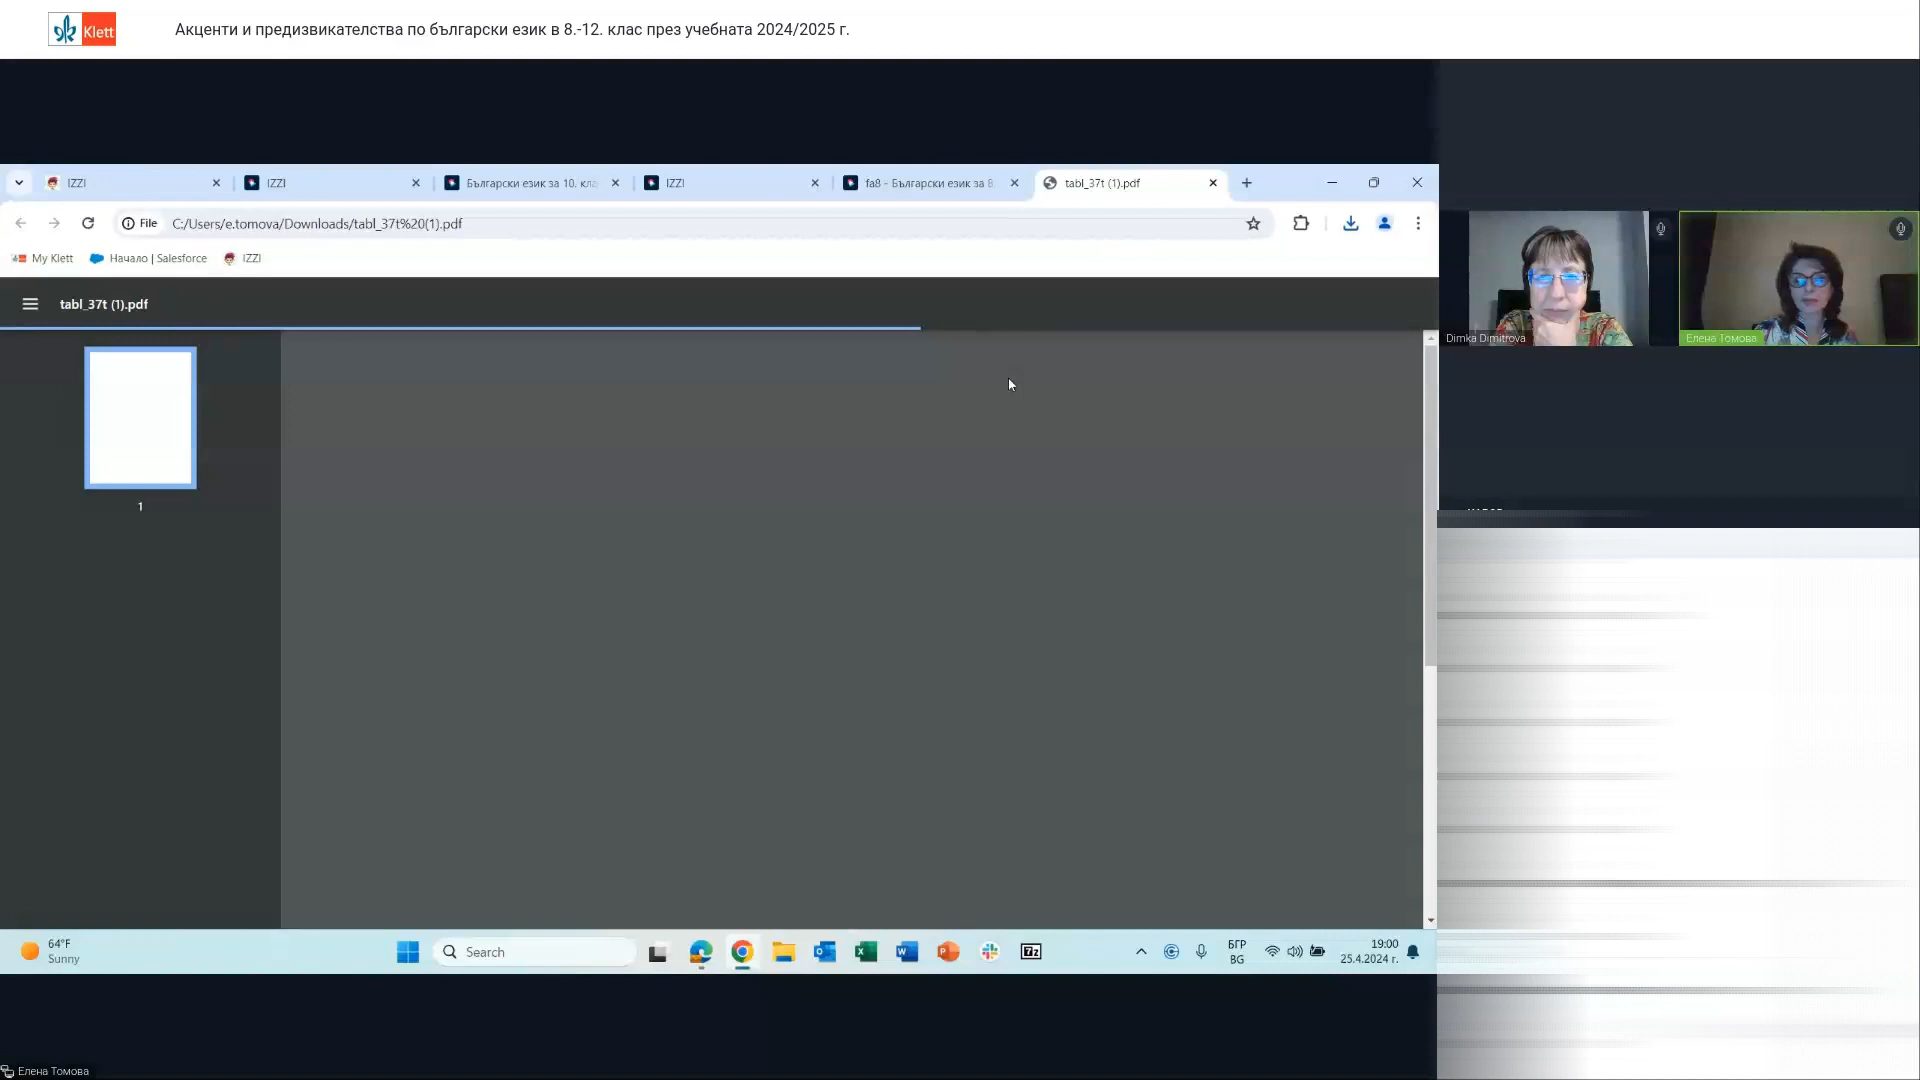 Klett
Акценти и предизвикателства по български език в 8.-12. клас през учебната 2024/2025 г.
IZZI
IZZI
Български език за 10. кла
IZZI
fa8 - Български език за 8
tabl_37t (1).pdf
File
C:/Users/e.tomova/Downloads/tabl_37t%20(1).pdf
My Klett
Начало | Salesforce
IZZI
tabl_37t (1).pdf
1
Dimka Dimitrova
Елена Томова
64°F
Sunny
Search
7z
БГР
BG
19:00
25.4.2024 г.
Елена Томова